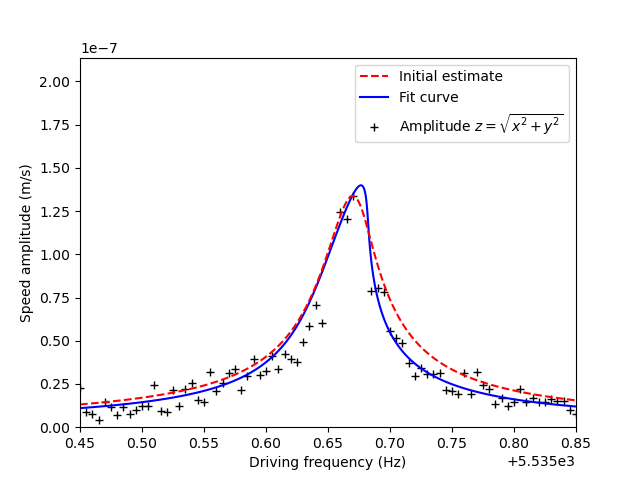 1e−7
2.00
1.75
1.50
1.25
1.00
0.75
0.50
0.25
0.00
Speed amplitude (m/s)
Initial estimate
Fit curve
Amplitude z = √x² + y²
0.45 0.50 0.55 0.60 0.65 0.70 0.75 0.80 0.85
Driving frequency (Hz)
+5.535e3